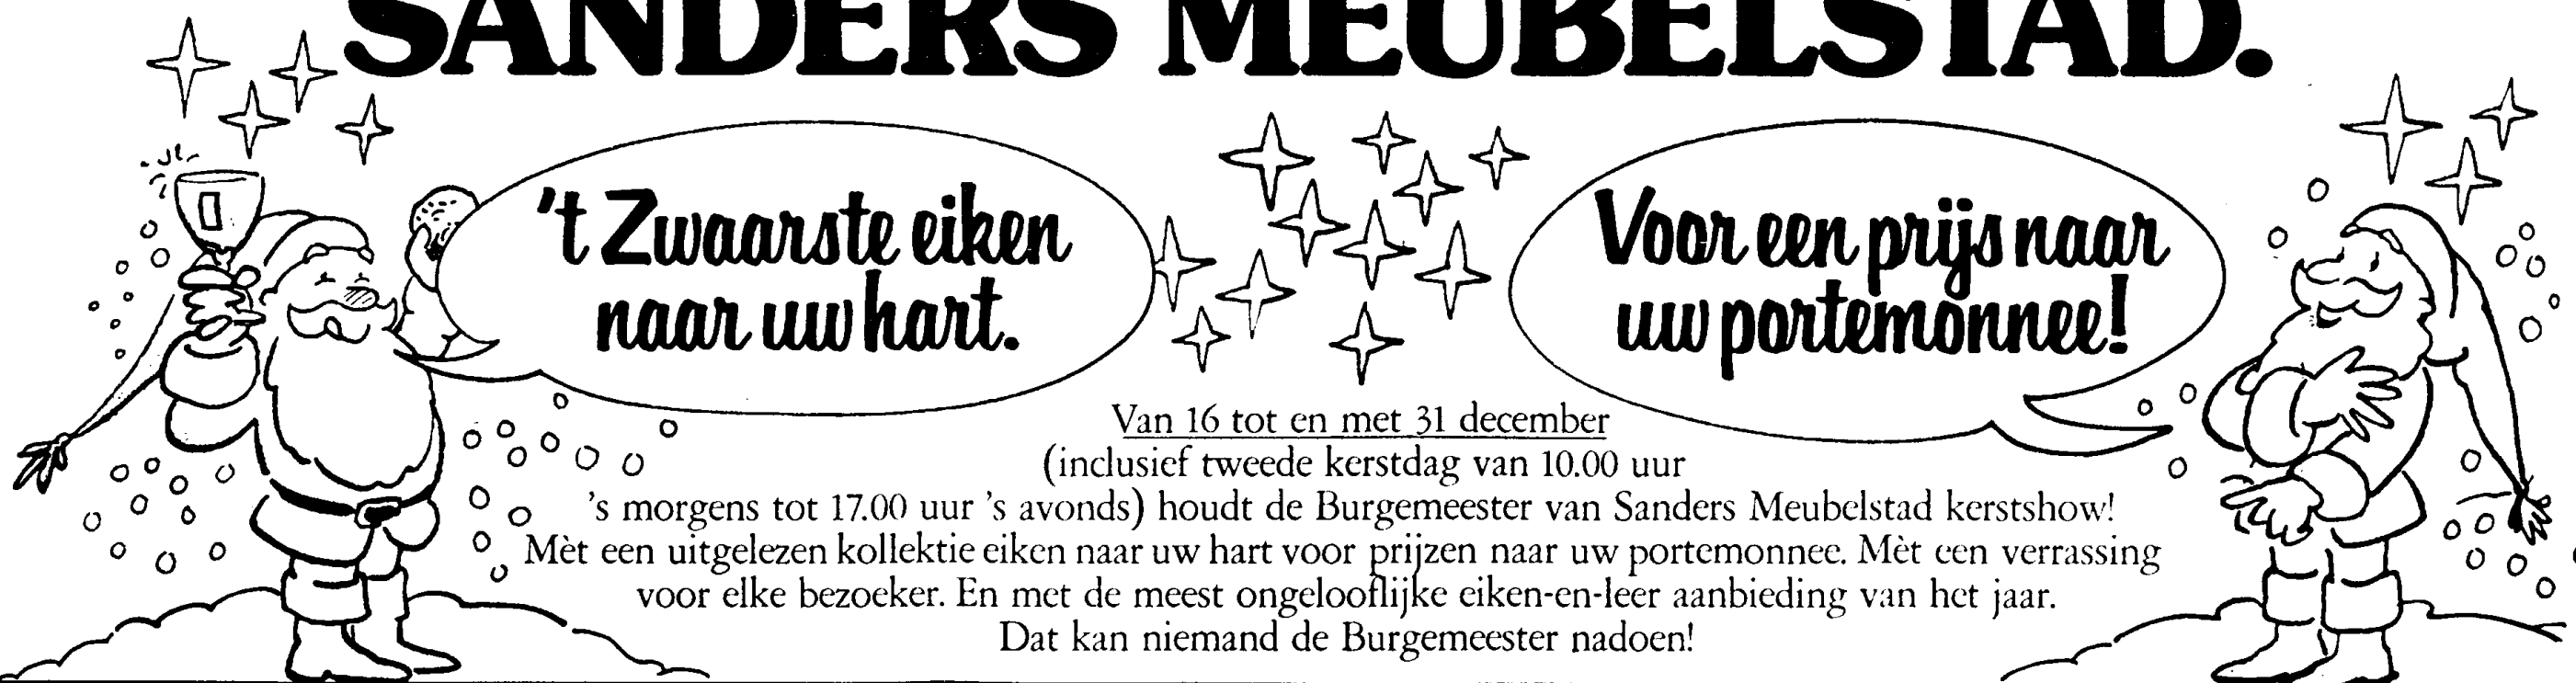 SANDERS MEUBELSTAD.
't Zwaarste eiken
naar uw hart.
Voor een prijs naar
uw portemonnee!
Van 16 tot en met 31 december
(inclusief tweede kerstdag van 10.00 uur
's morgens tot 17.00 uur 's avonds) houdt de Burgemeester van Sanders Meubelstad kerstshow!
Mèt een uitgelezen kollektie eiken naar uw hart voor prijzen naar uw portemonnee. Mèt een verrassing
voor elke bezoeker. En met de meest ongelooflijke eiken-en-leer aanbieding van het jaar.
Dat kan niemand de Burgemeester nadoen!